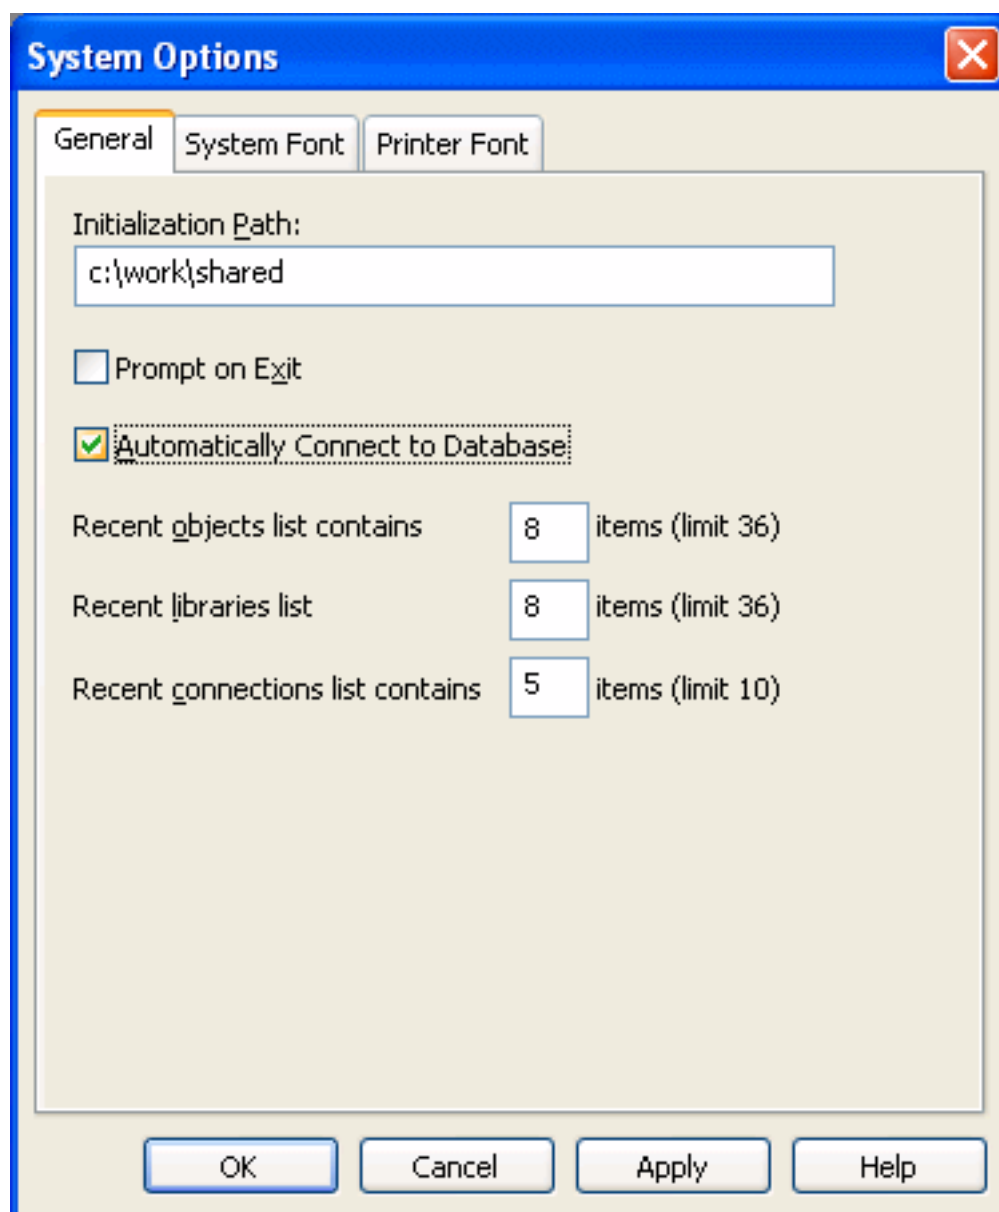 System Options
General System Font Printer Font
Initialization Path:
c:\work\shared
Prompt on Exit
Automatically Connect to Database
Recent objects list contains 8 items (limit 36)
Recent libraries list 8 items (limit 36)
Recent connections list contains 5 items (limit 10)
OK Cancel Apply Help